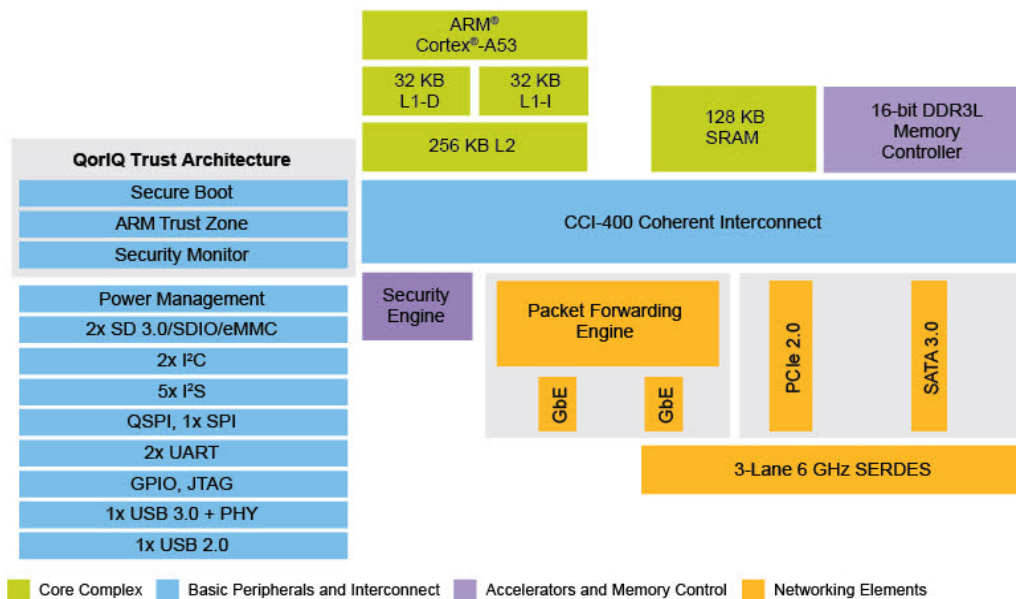 ARM®
Cortex®-A53
32 KB
L1-D
32 KB
L1-I
256 KB L2
128 KB
SRAM
16-bit DDR3L
Memory
Controller
QorIQ Trust Architecture
Secure Boot
ARM Trust Zone
Security Monitor
CCI-400 Coherent Interconnect
Power Management
2x SD 3.0/SDIO/eMMC
2x I²C
5x I²S
QSPI, 1x SPI
2x UART
GPIO, JTAG
1x USB 3.0 + PHY
1x USB 2.0
Security
Engine
Packet Forwarding
Engine
GbE
GbE
PCIe 2.0
SATA 3.0
3-Lane 6 GHz SERDES
Core Complex
Basic Peripherals and Interconnect
Accelerators and Memory Control
Networking Elements